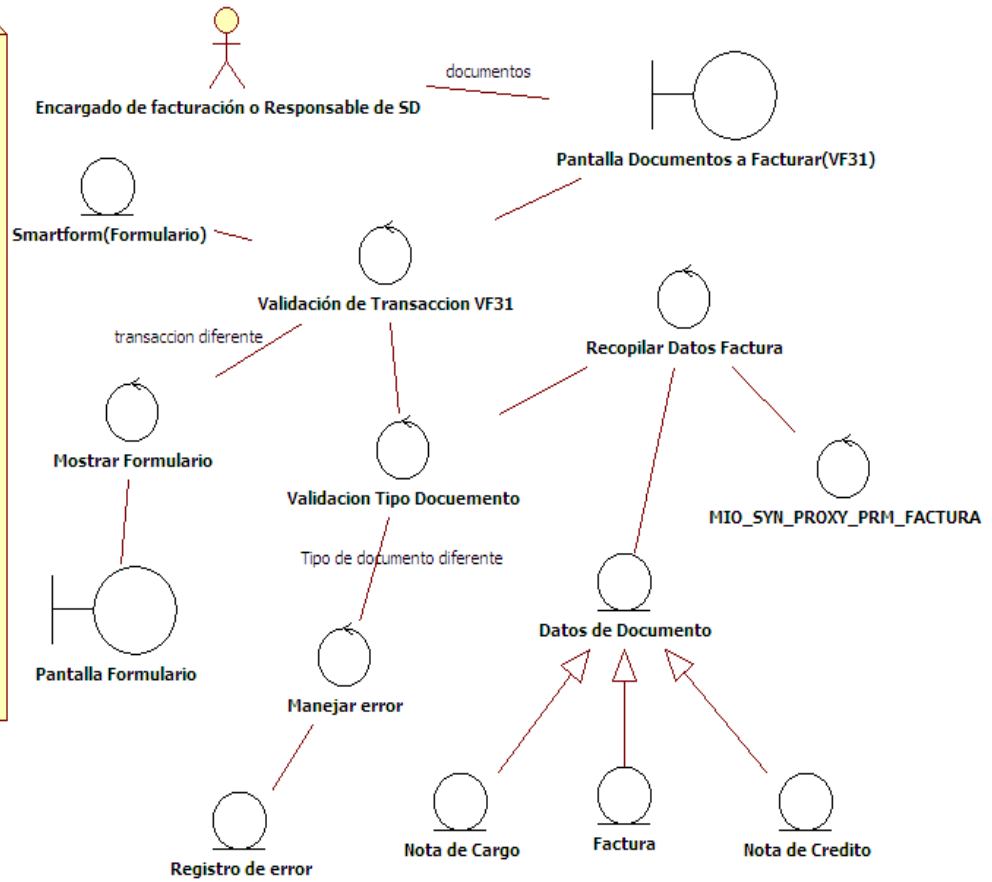 documentos
Encargado de facturación o Responsable de SD
Pantalla Documentos a Facturar(VF31)
Smartform(Formulario)
Validación de Transaccion VF31
transaccion diferente
Recopilar Datos Factura
Mostrar Formulario
Validacion Tipo Docuemento
MIO_SYN_PROXY_PRM_FACTURA
Tipo de documento diferente
Datos de Documento
Pantalla Formulario
Manejar error
Nota de Cargo
Factura
Nota de Credito
Registro de error